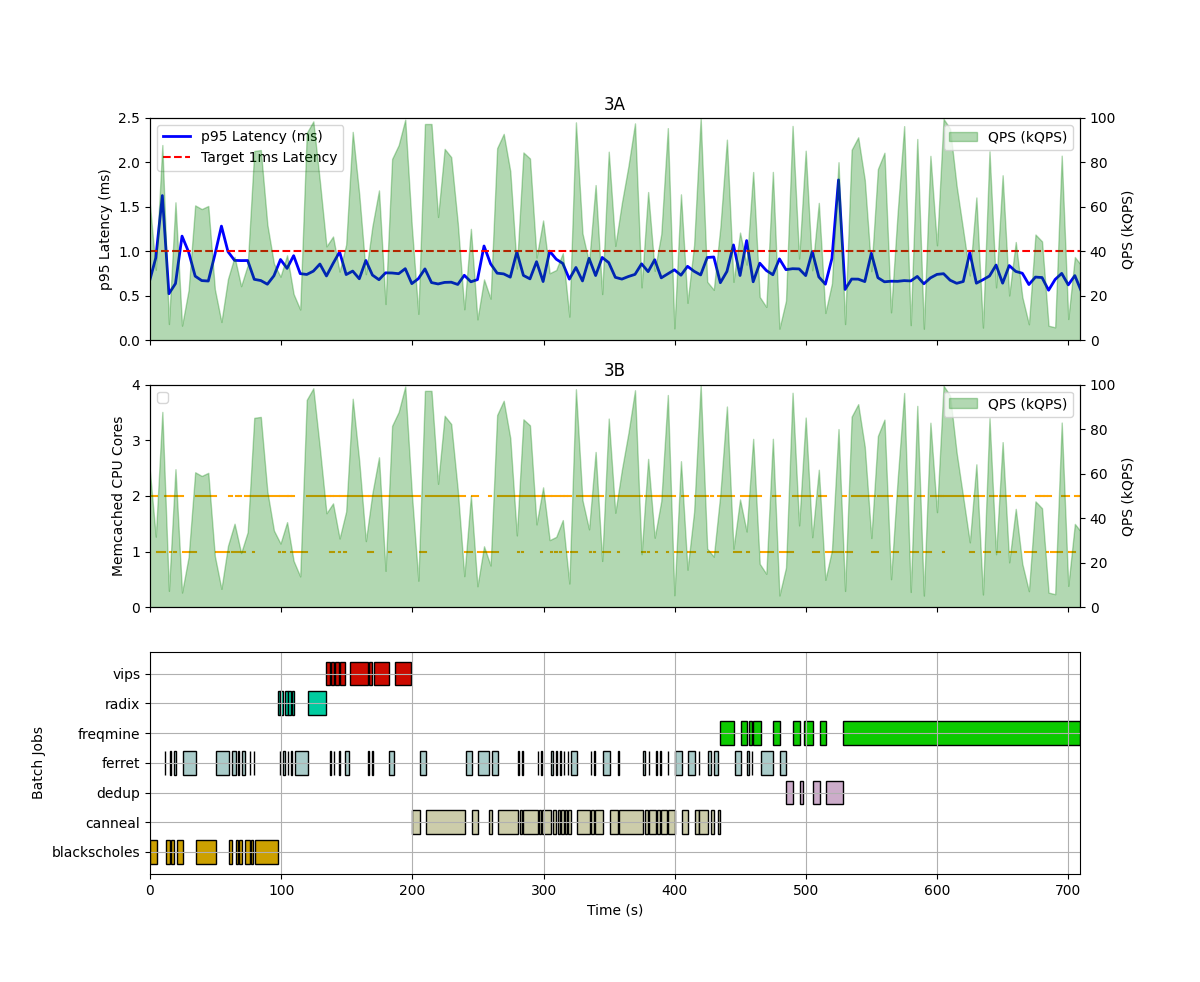 3A
p95 Latency (ms)
Target 1ms Latency
QPS (kQPS)
2.5
2.0
1.5
1.0
0.5
0.0
p95 Latency (ms)
100
80
60
40
20
0
QPS (kQPS)
3B
QPS (kQPS)
4
3
2
1
0
Memcached CPU Cores
100
80
60
40
20
0
QPS (kQPS)
vips
radix
freqmine
ferret
dedup
canneal
blackscholes
Batch Jobs
0 100 200 300 400 500 600 700
Time (s)